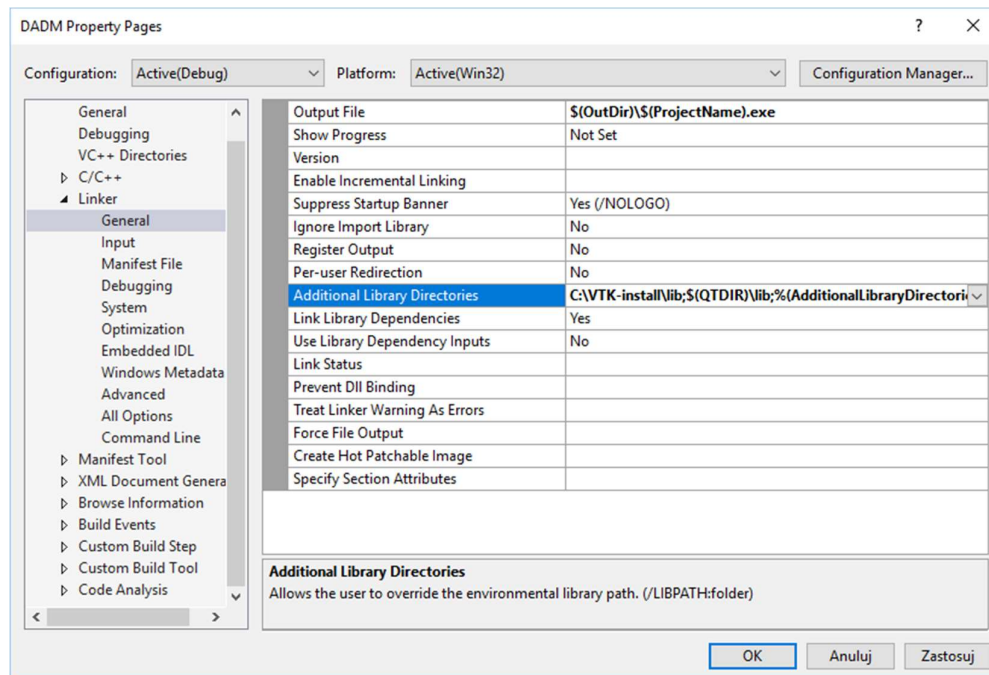 DADM Property Pages ? ×
Configuration: Active(Debug) Platform: Active(Win32) Configuration Manager...
General
Debugging
VC++ Directories
C/C++
Linker
General
Input
Manifest File
Debugging
System
Optimization
Embedded IDL
Windows Metadata
Advanced
All Options
Command Line
Manifest Tool
XML Document Genera
Browse Information
Build Events
Custom Build Step
Custom Build Tool
Code Analysis
Output File $(OutDir)\$(ProjectName).exe
Show Progress Not Set
Version
Enable Incremental Linking
Suppress Startup Banner Yes (/NOLOGO)
Ignore Import Library No
Register Output No
Per-user Redirection No
Additional Library Directories C:\VTK-install\lib;$(QTDIR)\lib;%(AdditionalLibraryDirectori
Link Library Dependencies Yes
Use Library Dependency Inputs No
Link Status
Prevent Dll Binding
Treat Linker Warning As Errors
Force File Output
Create Hot Patchable Image
Specify Section Attributes
Additional Library Directories
Allows the user to override the environmental library path. (/LIBPATH:folder)
OK Anuluj Zastosuj